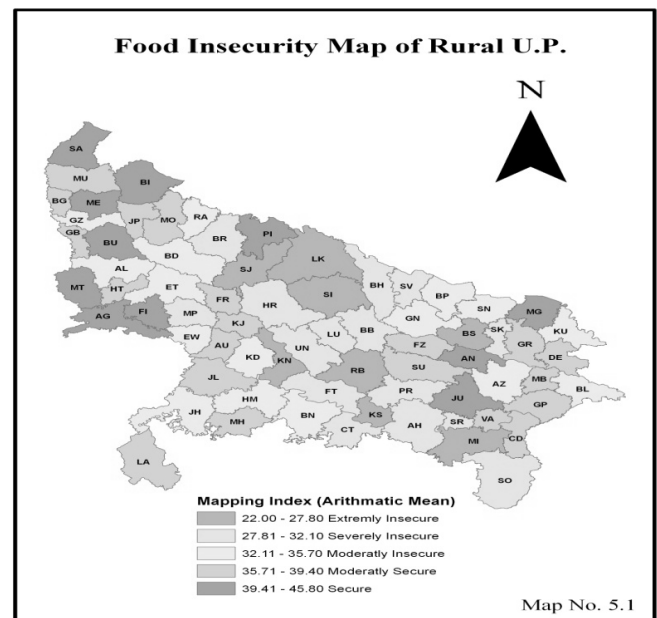 Food Insecurity Map of Rural U.P.
N
SA
MU
BI
BG
ME
GZ
JP
MO
RA
GB
BU
BR
PI
BD
LK
AL
SJ
MT
HT
ET
SI
BH
SV
BP
AG
FI
MP
FR
HR
GN
SN
MG
KJ
EW
AU
LU
BB
FZ
BS
SK
KU
GR
UN
KD
KN
RB
SU
AN
DE
JL
AZ
MB
BL
FT
PR
JU
GP
HM
JH
MH
BN
KS
CT
AH
SR
VA
MI
CD
LA
SO
Mapping Index (Arithmatic Mean)
22.00 - 27.80 Extremly Insecure
27.81 - 32.10 Severely Insecure
32.11 - 35.70 Moderatly Insecure
35.71 - 39.40 Moderatly Secure
39.41 - 45.80 Secure
Map No. 5.1